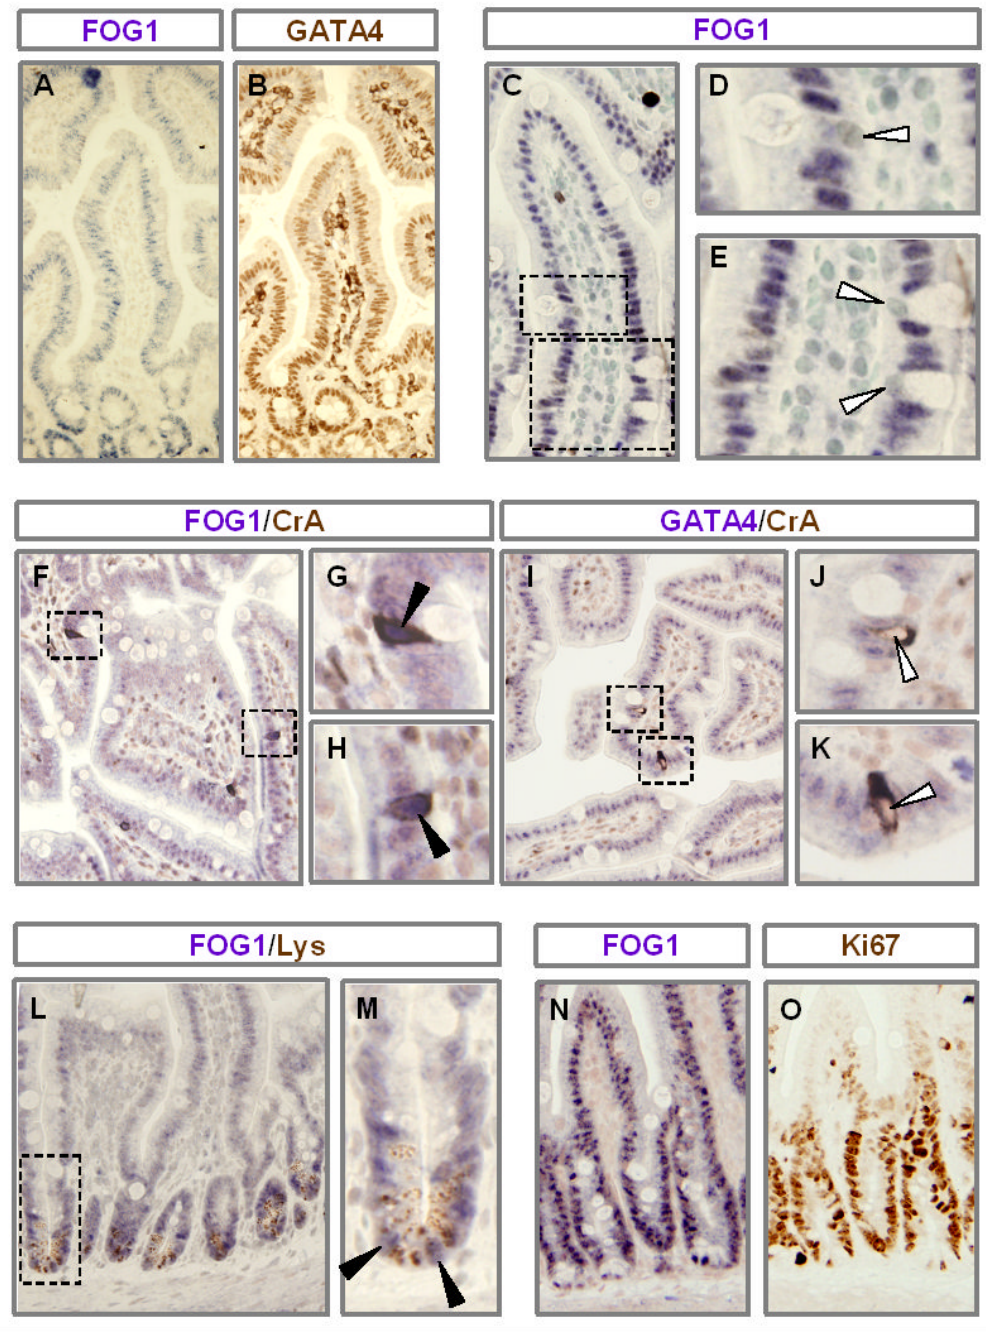 FOG1 GATA4 FOG1
A B C D
E
FOG1/CrA GATA4/CrA
F G I J
H K
FOG1/Lys FOG1 Ki67
L M N O